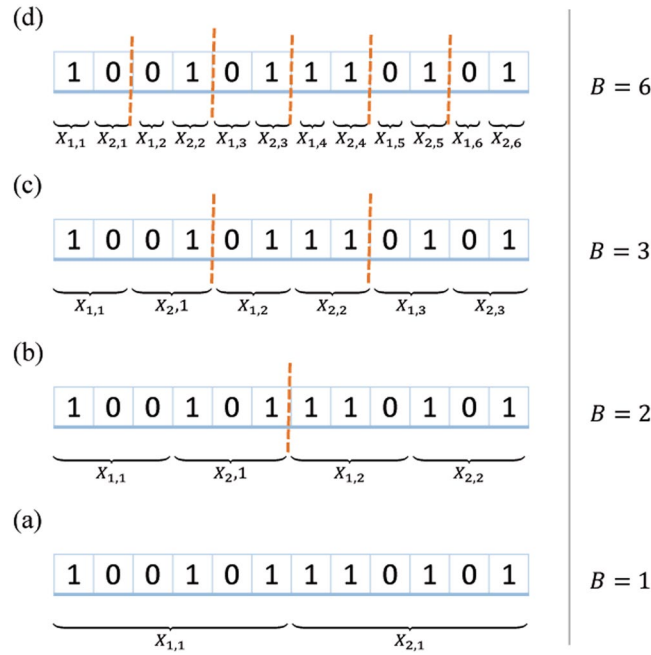 (d)
1 0 0 1 0 1 1 1 0 1 0 1
B = 6
X1,1 X2,1 X1,2 X2,2 X1,3 X2,3 X1,4 X2,4 X1,5 X2,5 X1,6 X2,6
(c)
1 0 0 1 0 1 1 1 0 1 0 1
B = 3
X1,1 X2,1 X1,2 X2,2 X1,3 X2,3
(b)
1 0 0 1 0 1 1 1 0 1 0 1
B = 2
X1,1 X2,1 X1,2 X2,2
(a)
1 0 0 1 0 1 1 1 0 1 0 1
B = 1
X1,1 X2,1